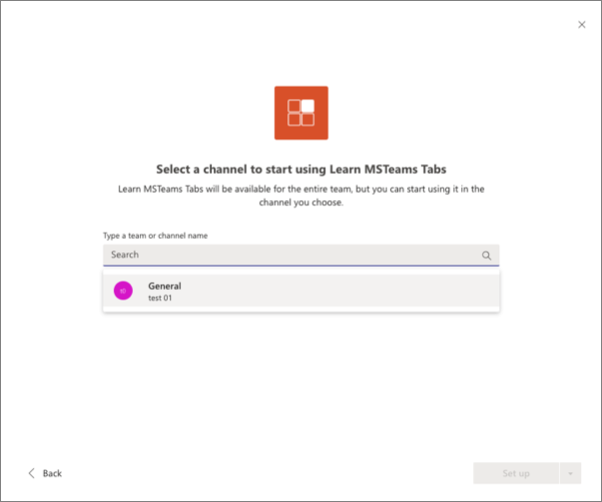 Select a channel to start using Learn MSTeams Tabs
Learn MSTeams Tabs will be available for the entire team, but you can start using it in the
channel you choose.
Type a team or channel name
Search
General
test 01
Back
Set up